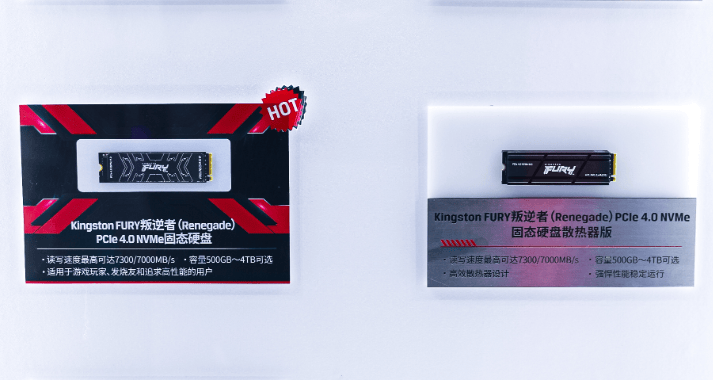 HOT
FURY
Kingston FURY叛逆者（Renegade）
PCIe 4.0 NVMe固态硬盘
·读写速度最高可达7300/7000MB/s ·容量500GB～4TB可选
·适用于游戏玩家、发烧友和追求高性能的用户
FURY
Kingston FURY叛逆者（Renegade）PCIe 4.0 NVMe
固态硬盘散热器版
·读写速度最高可达7300/7000MB/s ·容量500GB～4TB可选
·高效散热器设计 ·强悍性能稳定运行